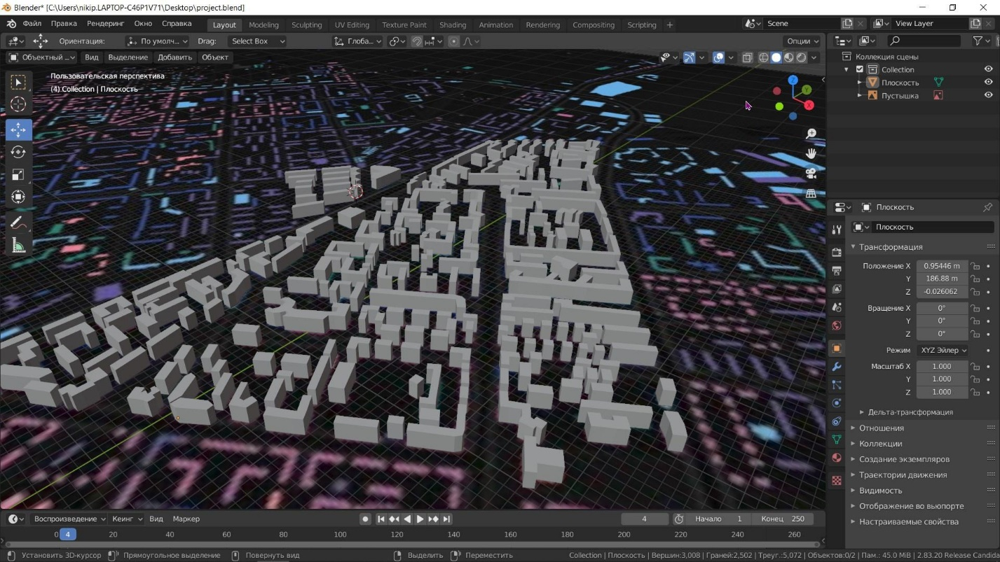 Blender* [C:\Users\nikip.LAPTOP-C46P1V71\Desktop\project.blend]
Файл Правка Рендеринг Окно Справка Layout Modeling Sculpting UV Editing Texture Paint Shading Animation Rendering Compositing Scripting + Scene View Layer
Ориентация: По умолч... Drag: Select Box Глоба... Опции
Объектный ... Вид Выделение Добавить Объект
Пользовательская перспектива
(4) Collection | Плоскость
Z
Y
X
Коллекция сцены
Collection
Плоскость
Пустышка
Плоскость
Плоскость
Трансформация
Положение X 0.95446 m
Y 186.88 m
Z -0.026062
Вращение X 0°
Y 0°
Z 0°
Режим XYZ Эйлер
Масштаб X 1.000
Y 1.000
Z 1.000
Дельта-трансформация
Отношения
Коллекции
Создание экземпляров
Траектории движения
Видимость
Отображение во вьюпорте
Настраиваемые свойства
Воспроизведение Кеинг Вид Маркер 4 Начало 1 Конец 250
0 4 20 40 60 80 100 120 140 160 180 200 220 240 260
Установить 3D-курсор Прямоугольное выделение Повернуть вид Выделить Переместить Collection | Плоскость | Вершин:3,008 | Граней:2,502 | Треуг.:5,072 | Объектов:0/2 | Пам.: 45.0 MiB | 2.83.20 Release Candida